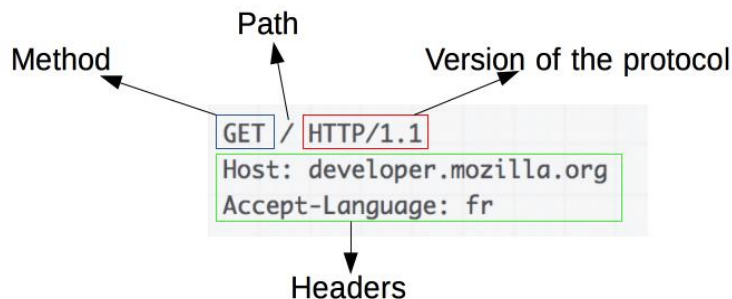 Path
Method
Version of the protocol
GET / HTTP/1.1
Host: developer.mozilla.org
Accept-Language: fr
Headers